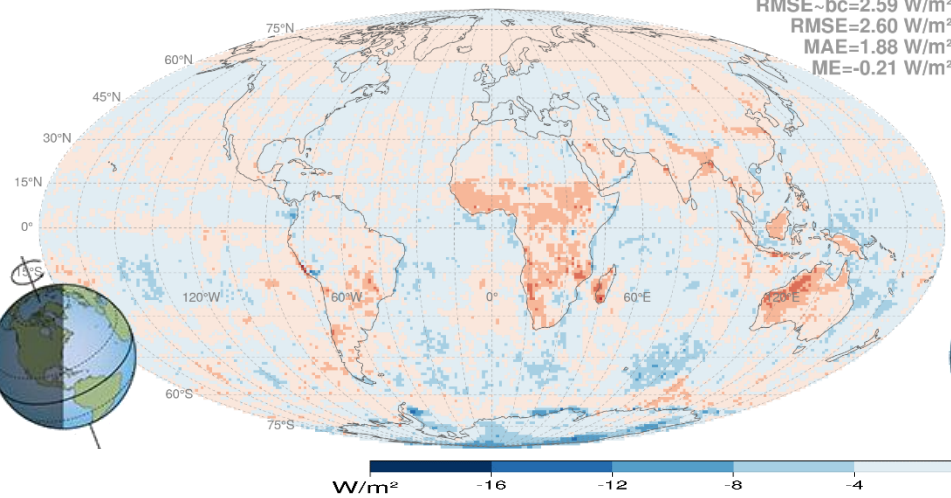 RMSE~bc=2.59 W/m²
RMSE=2.60 W/m²
MAE=1.88 W/m²
ME=-0.21 W/m²
75°N
60°N
45°N
30°N
15°N
0°
15°S
120°W 60°W 0° 60°E 120°E
60°S
75°S
W/m² -16 -12 -8 -4